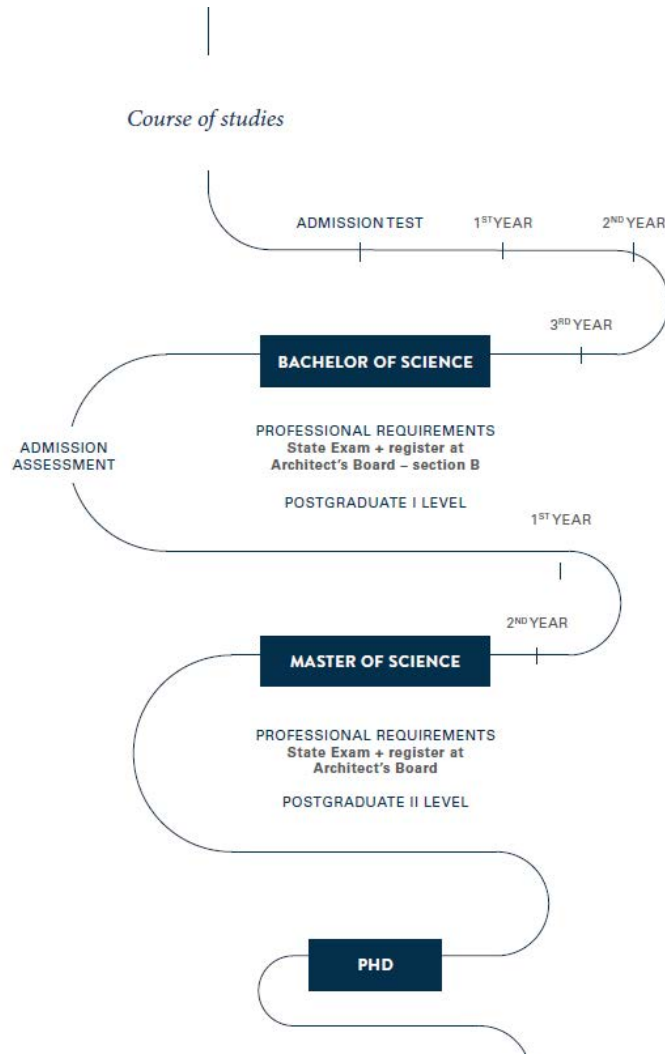 Course of studies
ADMISSION TEST
1ST YEAR
2ND YEAR
3RD YEAR
BACHELOR OF SCIENCE
PROFESSIONAL REQUIREMENTS
State Exam + register at
Architect's Board – section B
POSTGRADUATE I LEVEL
ADMISSION
ASSESSMENT
1ST YEAR
2ND YEAR
MASTER OF SCIENCE
PROFESSIONAL REQUIREMENTS
State Exam + register at
Architect's Board
POSTGRADUATE II LEVEL
PHD